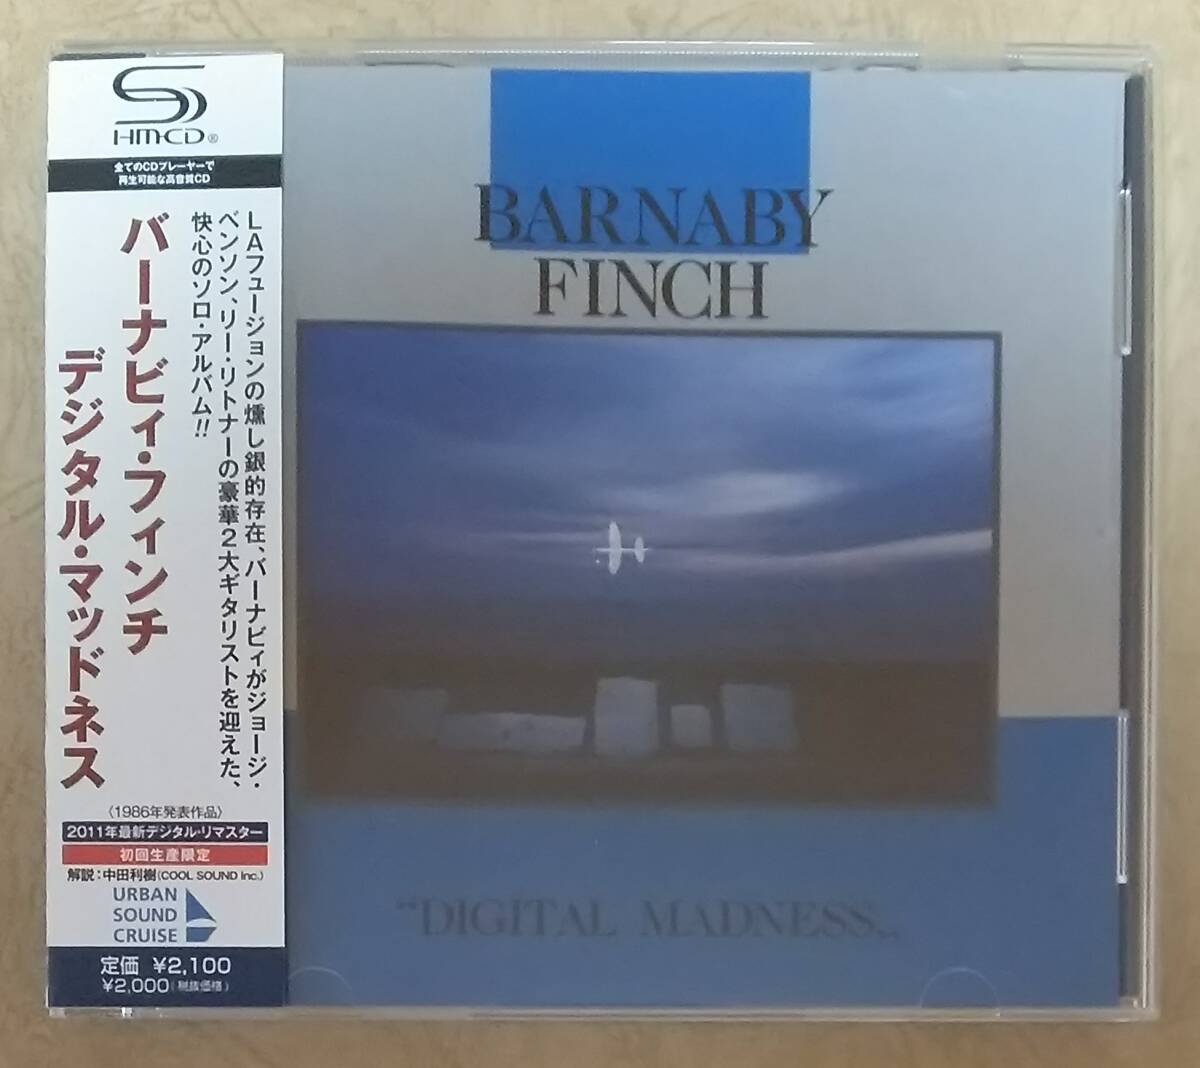 SHM-CD®
全てのCDプレーヤーで
再生可能な高音質CD
LAフュージョンの燻し銀的存在、バーナビィがジョージ・
ベンソン、リー・リトナーの豪華2大ギタリストを迎えた、
快心のソロ・アルバム!!
バーナビィ・フィンチ
デジタル・マッドネス
〈1986年発表作品〉
2011年最新デジタル・リマスター
初回生産限定
解説:中田利樹(COOL SOUND Inc.)
URBAN
SOUND
CRUISE
定価 ¥2,100
¥2,000(税抜価格)
BARNABY
FINCH
"DIGITAL MADNESS"